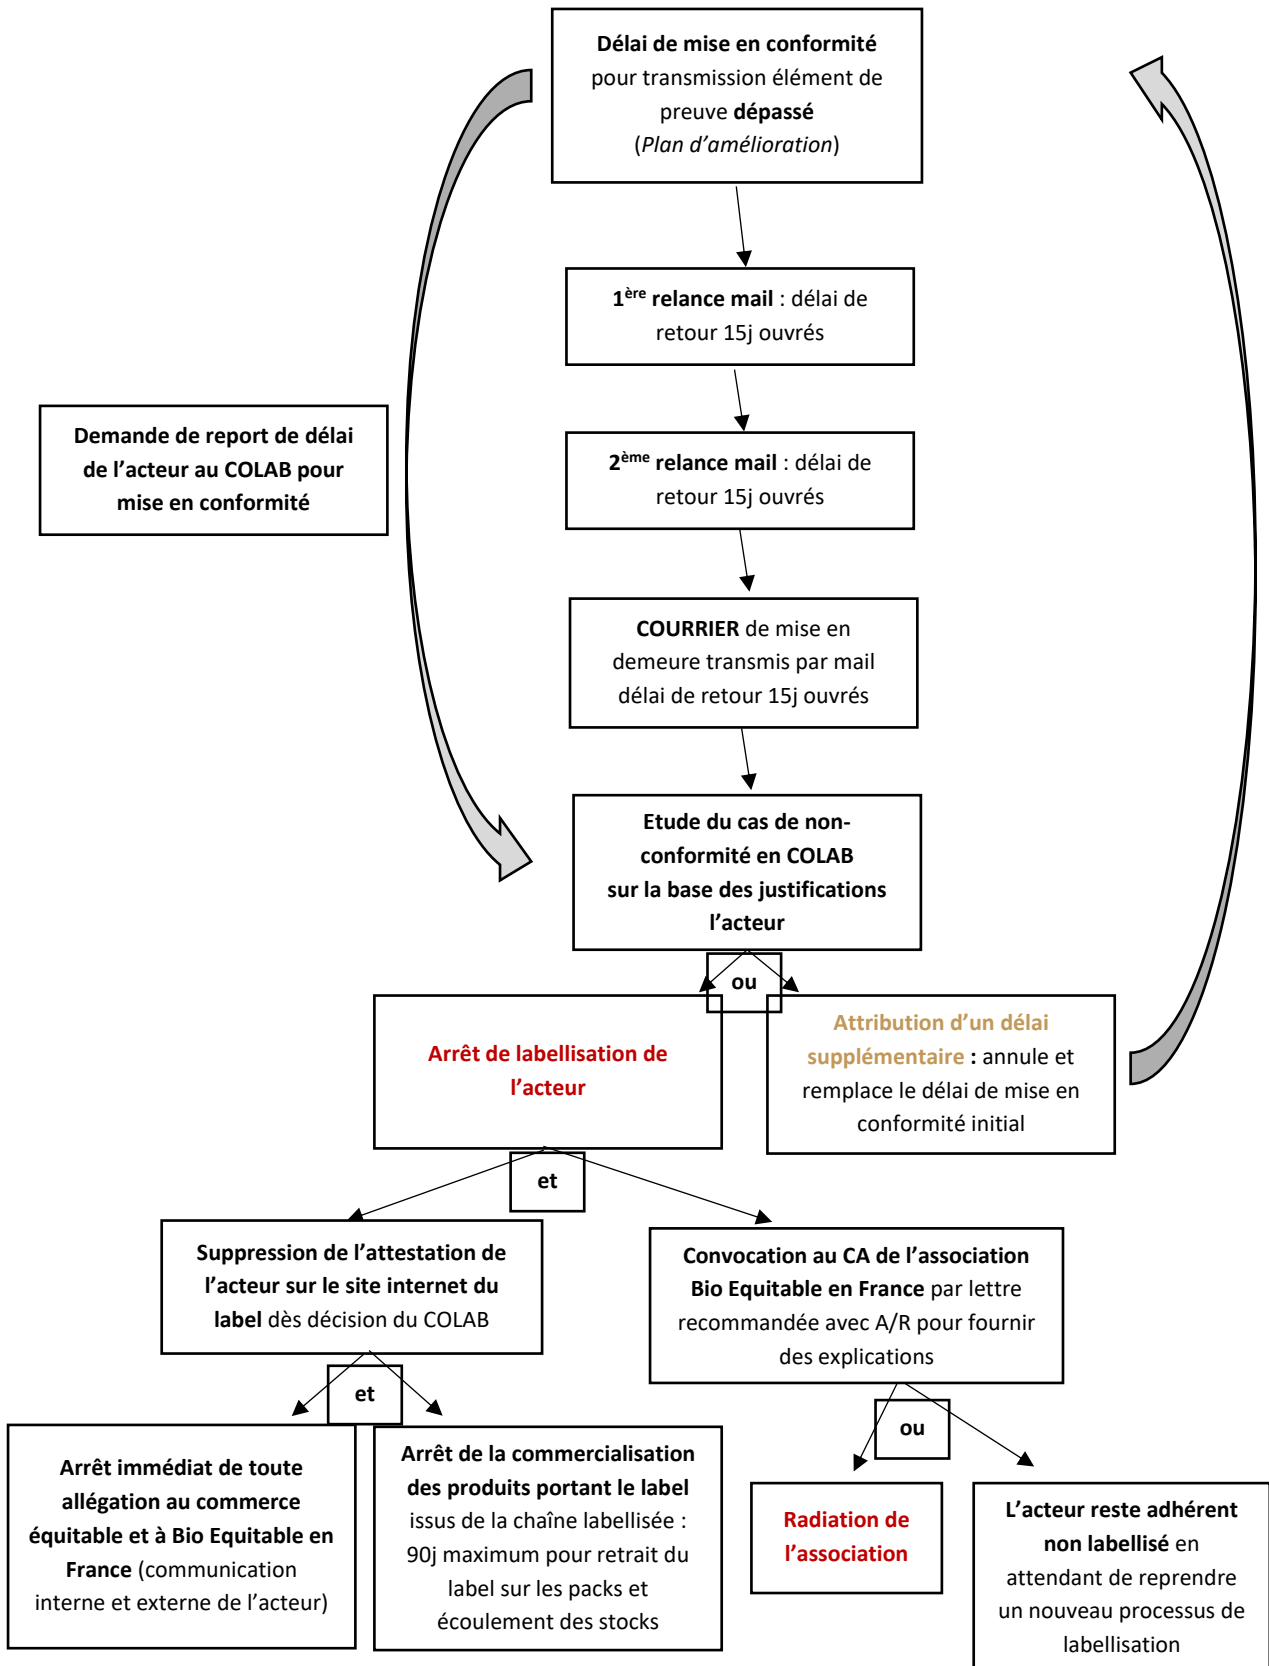 Délai de mise en conformité
pour transmission élément de
preuve dépassé
(Plan d’amélioration)
1ère relance mail : délai de
retour 15j ouvrés
Demande de report de délai
de l’acteur au COLAB pour
mise en conformité
2ème relance mail : délai de
retour 15j ouvrés
COURRIER de mise en
demeure transmis par mail
délai de retour 15j ouvrés
Etude du cas de non-
conformité en COLAB
sur la base des justifications
l’acteur
ou
Arrêt de labellisation de
l’acteur
Attribution d’un délai
supplémentaire : annule et
remplace le délai de mise en
conformité initial
et
Suppression de l’attestation de
l’acteur sur le site internet du
label dès décision du COLAB
Convocation au CA de l’association
Bio Equitable en France par lettre
recommandée avec A/R pour fournir
des explications
et
ou
Arrêt immédiat de toute
allégation au commerce
équitable et à Bio Equitable en
France (communication
interne et externe de l’acteur)
Arrêt de la commercialisation
des produits portant le label
issus de la chaîne labellisée :
90j maximum pour retrait du
label sur les packs et
écoulement des stocks
Radiation de
l’association
L’acteur reste adhérent
non labellisé en
attendant de reprendre
un nouveau processus de
labellisation